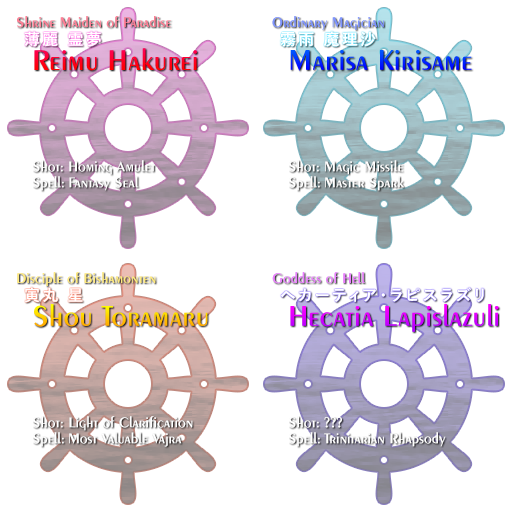 Shrine Maiden of Paradise
薄麗 霊夢
Reimu Hakurei
Shot: Homing Amulet
Spell: Fantasy Seal
Ordinary Magician
霧雨 魔理沙
Marisa Kirisame
Shot: Magic Missile
Spell: Master Spark
Disciple of Bishamonten
寅丸 星
Shou Toramaru
Shot: Light of Clarification
Spell: Most Valuable Vajra
Goddess of Hell
ヘカーティア・ラピスラズリ
Hecatia Lapislazuli
Shot: ???
Spell: Trinitarian Rhapsody